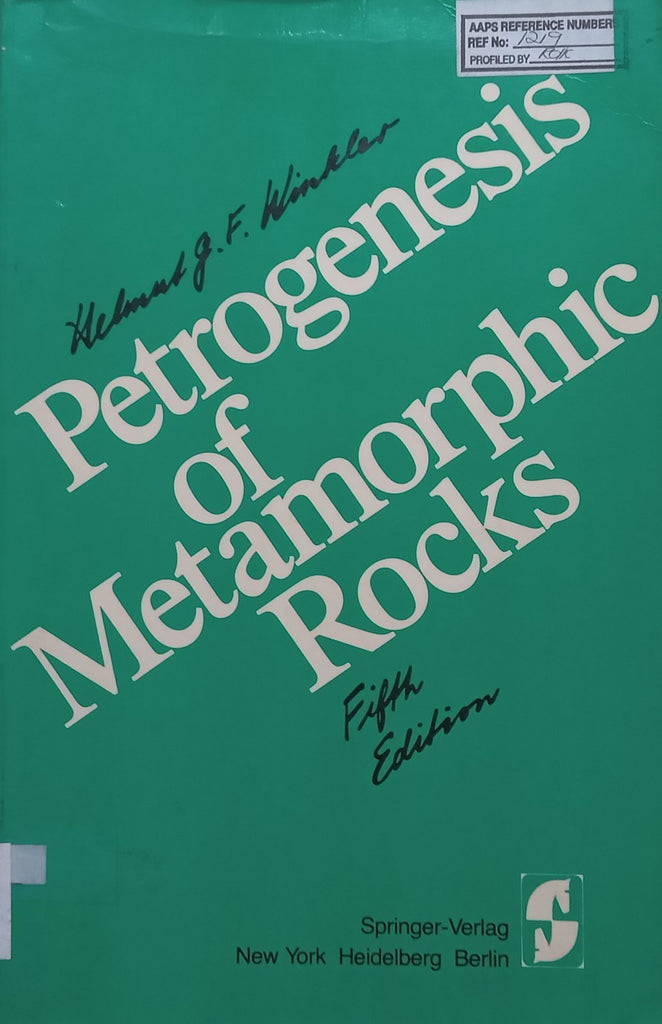 AAPS REFERENCE NUMBERS
REF No: 1219
PROFILED BY
Helmut G. F. Winkler
Petrogenesis
of
Metamorphic
Rocks
Fifth
Edition
Springer-Verlag
New York Heidelberg Berlin